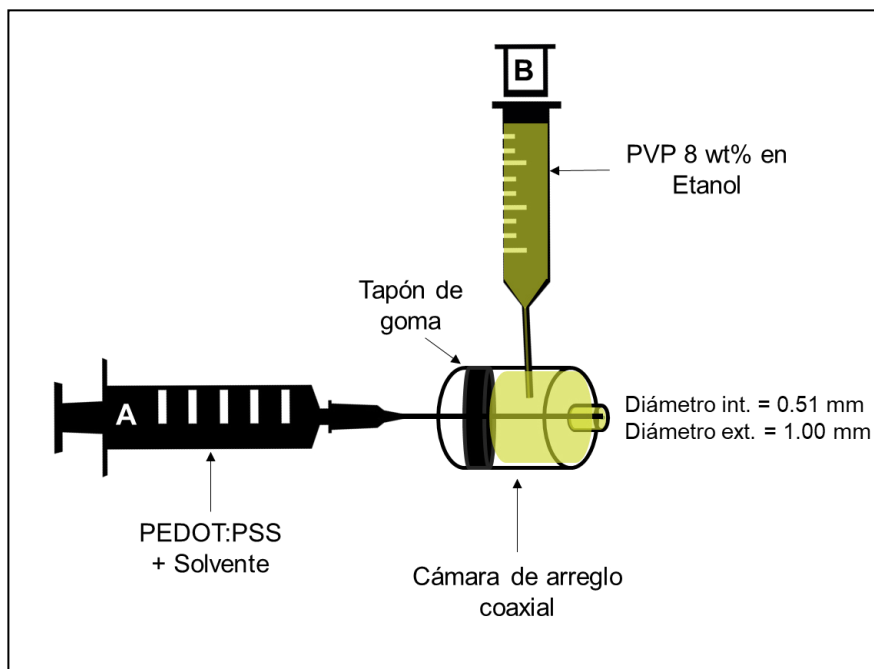 B
PVP 8 wt% en
Etanol
Tapón de
goma
A
Diámetro int. = 0.51 mm
Diámetro ext. = 1.00 mm
PEDOT:PSS
+ Solvente
Cámara de arreglo
coaxial